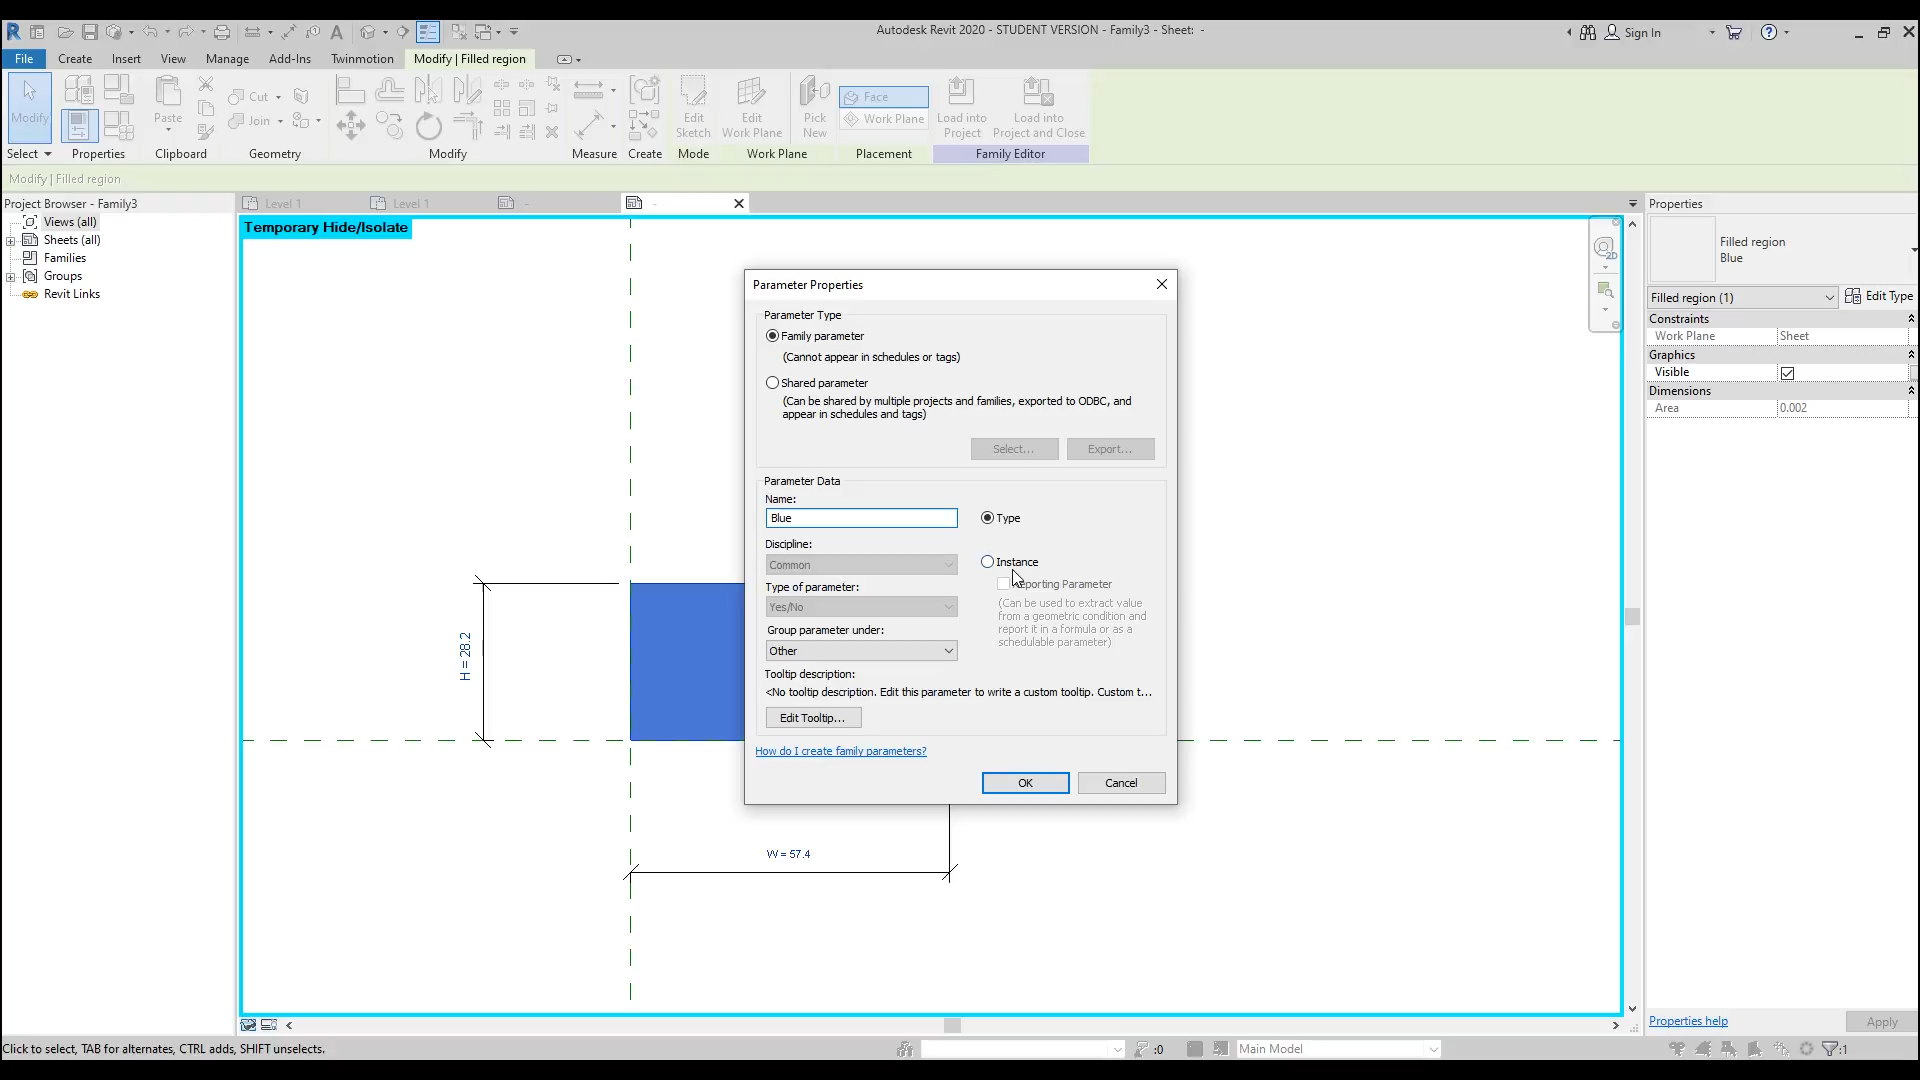 Autodesk Revit 2020 - STUDENT VERSION - Family3 - Sheet: -
Sign In
File
Create
Insert
View
Manage
Add-Ins
Twinmotion
Modify | Filled region
Modify
Paste
Cut
Join
Edit Sketch
Edit Work Plane
Pick New
Face
Work Plane
Load into Project
Load into Project and Close
Select
Properties
Clipboard
Geometry
Modify
Measure
Create
Mode
Work Plane
Placement
Family Editor
Modify | Filled region
Project Browser - Family3
Views (all)
Sheets (all)
Families
Groups
Revit Links
Level 1
Level 1
-
-
Temporary Hide/Isolate
2D
H = 28.2
W = 57.4
Parameter Properties
Parameter Type
Family parameter
(Cannot appear in schedules or tags)
Shared parameter
(Can be shared by multiple projects and families, exported to ODBC, and
appear in schedules and tags)
Select...
Export...
Parameter Data
Name:
Blue
Type
Discipline:
Common
Instance
Type of parameter:
Reporting Parameter
Yes/No
(Can be used to extract value
from a geometric condition and
report it in a formula or as a
schedulable parameter)
Group parameter under:
Other
Tooltip description:
<No tooltip description. Edit this parameter to write a custom tooltip. Custom t...
Edit Tooltip...
How do I create family parameters?
OK
Cancel
Properties
Filled region
Blue
Filled region (1)
Edit Type
Constraints
Work Plane
Sheet
Graphics
Visible
Dimensions
Area
0.002
Properties help
Apply
Click to select, TAB for alternates, CTRL adds, SHIFT unselects.
:0
Main Model
:1